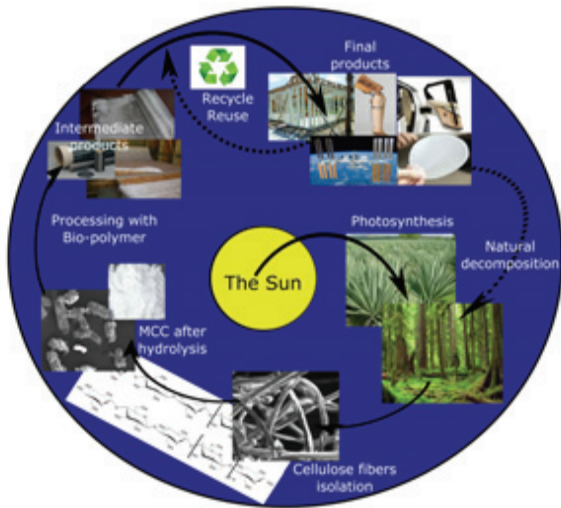 Final
products
Recycle
Reuse
Intermediate
products
Processing with
Bio-polymer
Photosynthesis
Natural
decomposition
The Sun
MCC after
hydrolysis
Cellulose fibers
isolation